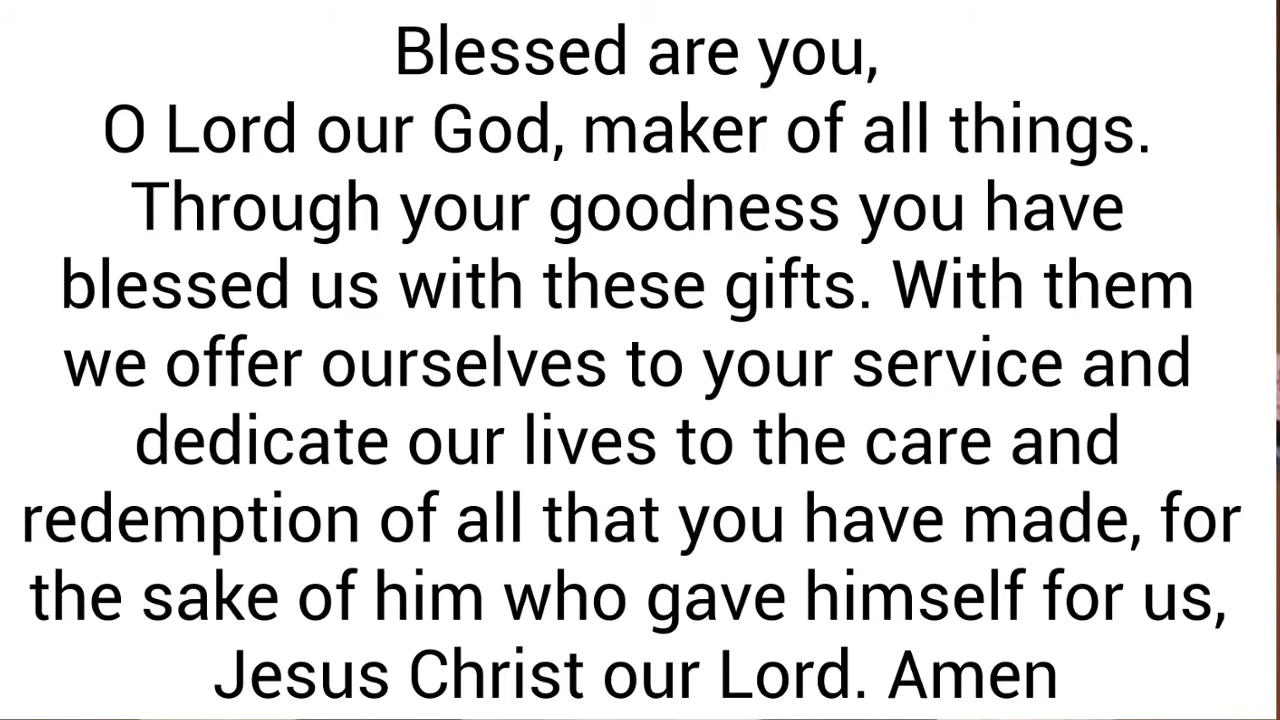 Blessed are you,
O Lord our God, maker of all things.
Through your goodness you have
blessed us with these gifts. With them
we offer ourselves to your service and
dedicate our lives to the care and
redemption of all that you have made, for
the sake of him who gave himself for us,
Jesus Christ our Lord. Amen